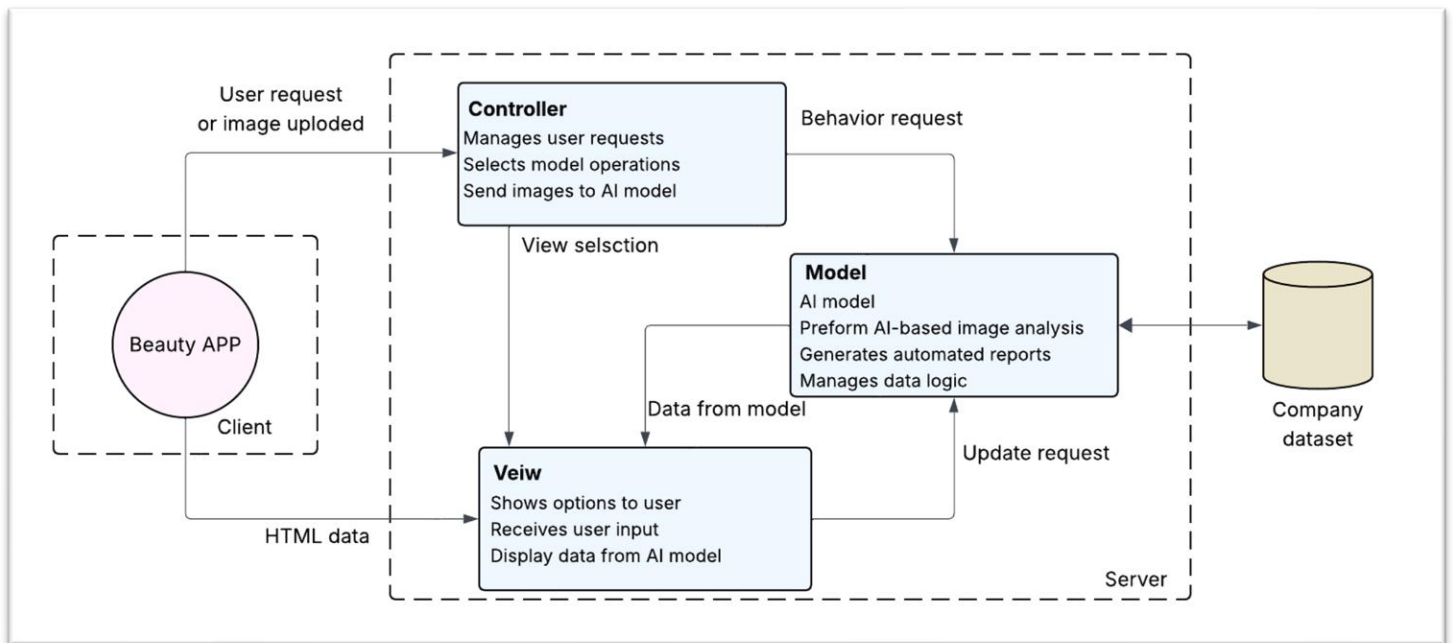 User request
or image uploded
Controller
Manages user requests
Selects model operations
Send images to AI model
Behavior request
View selsction
Model
AI model
Preform AI-based image analysis
Generates automated reports
Manages data logic
Beauty APP
Client
Data from model
Company
dataset
Update request
Veiw
Shows options to user
Receives user input
Display data from AI model
HTML data
Server